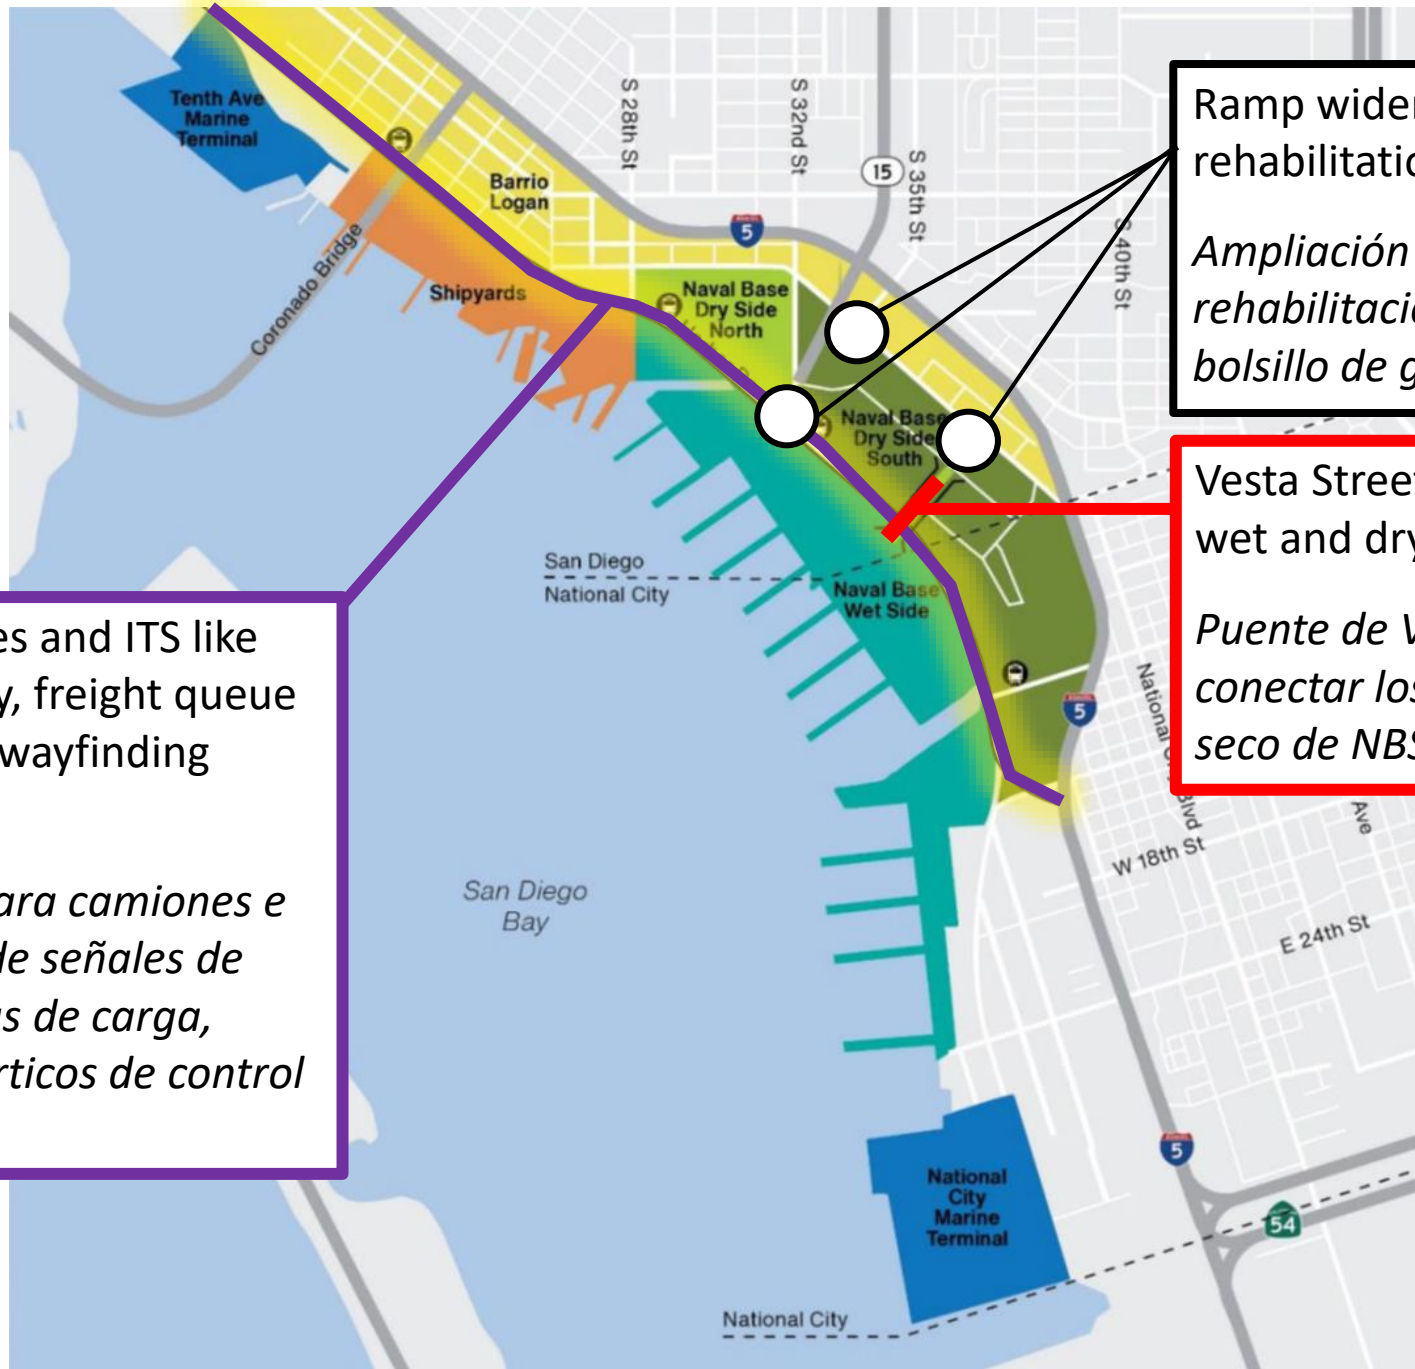 Tenth Ave
Marine
Terminal
Barrio
Logan
Coronado Bridge
Shipyards
S 28th St
S 32nd St
15
S 35th St
S 40th St
5
Naval Base
Dry Side
North
Naval Base
Dry Side
South
Naval Base
Wet Side
San Diego
National City
San Diego
Bay
5
National City Blvd
Ave
W 18th St
E 24th St
5
54
National
City
Marine
Terminal
National City
Ramp
rehabilitatio
Ampliación
rehabilitació
bolsillo de g
Vesta Street
wet and dry
Puente de V
conectar los
seco de NBS
es and ITS like
y, freight queue
wayfinding
ara camiones e
de señales de
as de carga,
rticos de control